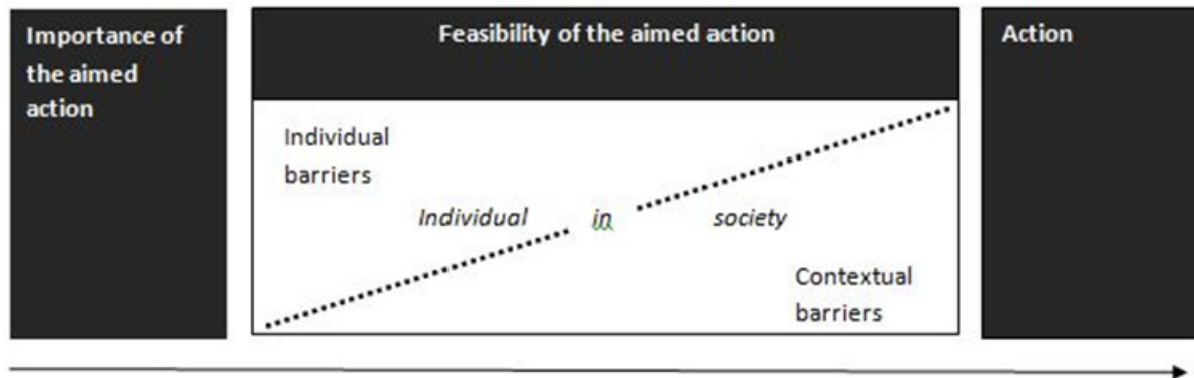 Importance of
the aimed
action
Feasibility of the aimed action
Action
Individual
barriers
Individual in society
Contextual
barriers